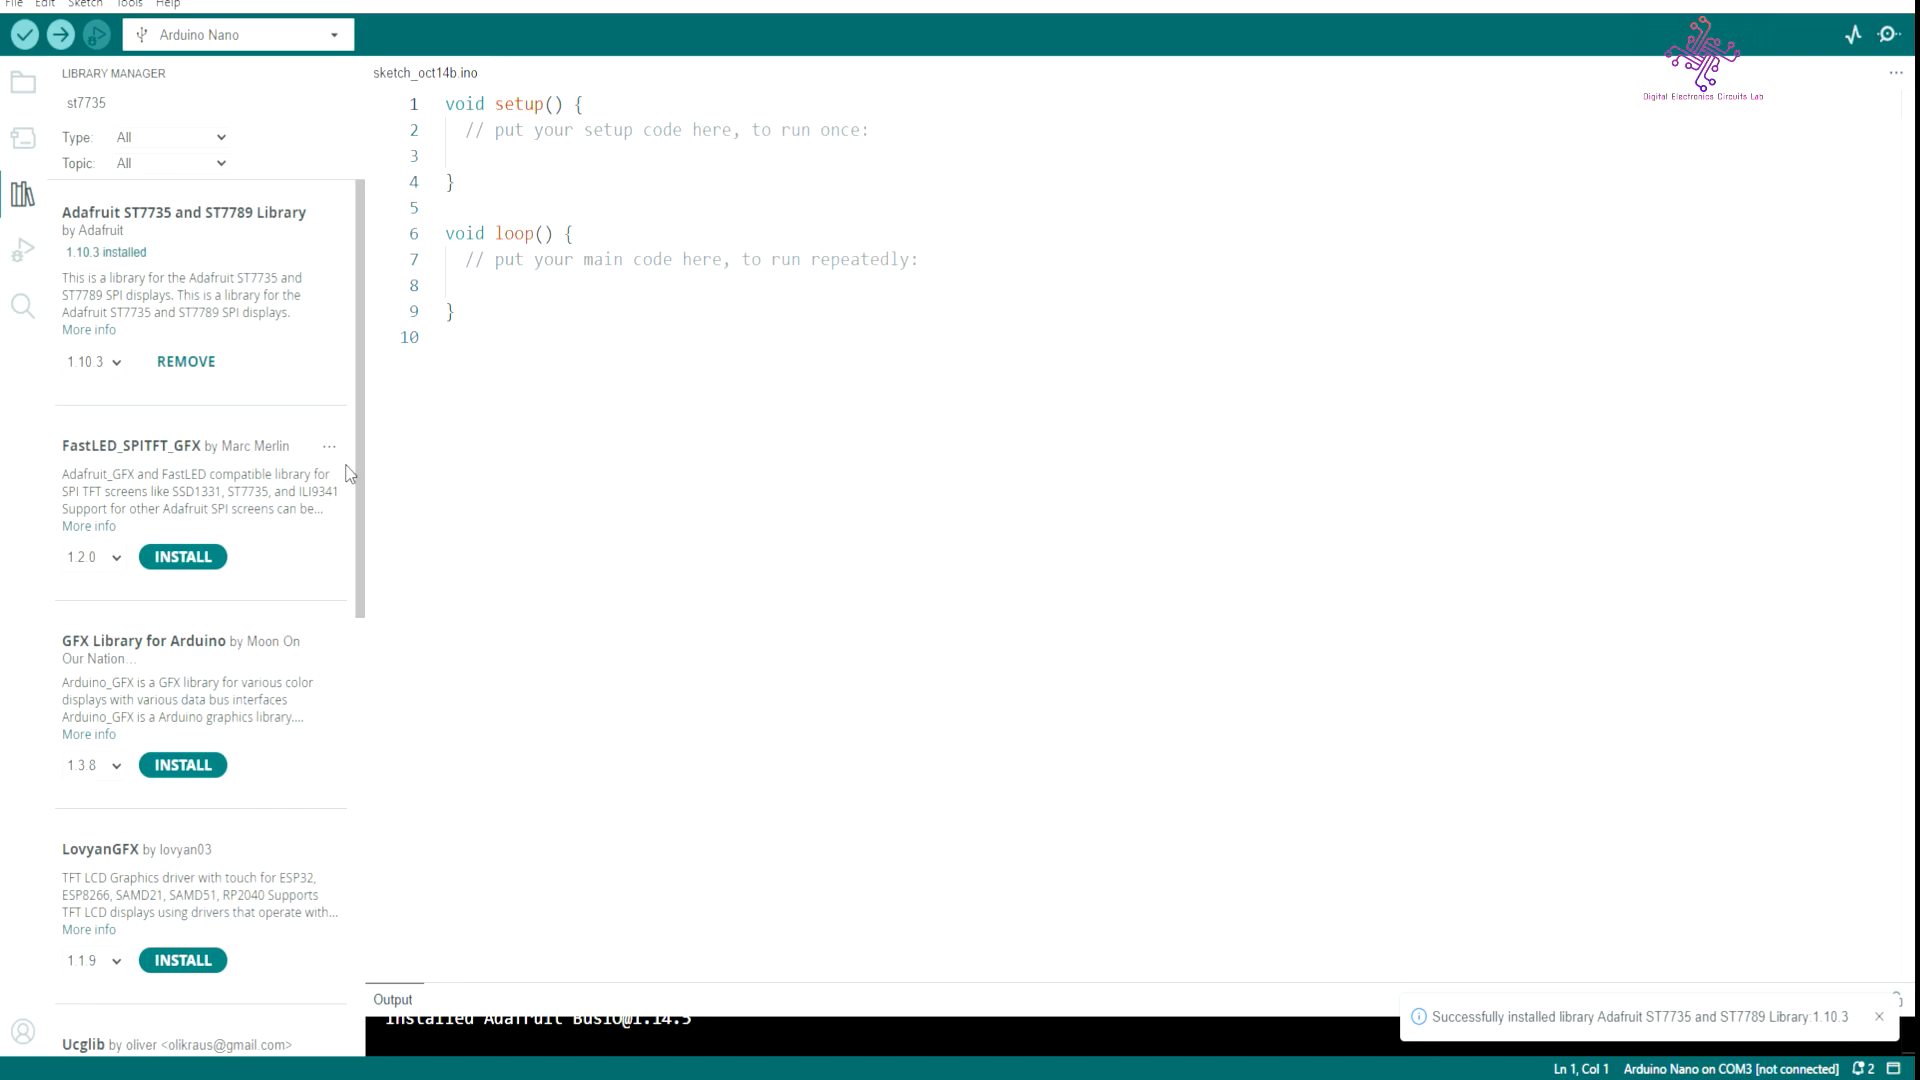 File Edit Sketch Tools Help
Arduino Nano
LIBRARY MANAGER
st7735
Type: All
Topic: All
Adafruit ST7735 and ST7789 Library
by Adafruit
1.10.3 installed
This is a library for the Adafruit ST7735 and
ST7789 SPI displays. This is a library for the
Adafruit ST7735 and ST7789 SPI displays.
More info
1.10.3 REMOVE
FastLED_SPITFT_GFX by Marc Merlin ...
Adafruit_GFX and FastLED compatible library for
SPI TFT screens like SSD1331, ST7735, and ILI9341
Support for other Adafruit SPI screens can be...
More info
1.2.0 INSTALL
GFX Library for Arduino by Moon On
Our Nation...
Arduino_GFX is a GFX library for various color
displays with various data bus interfaces
Arduino_GFX is a Arduino graphics library....
More info
1.3.8 INSTALL
LovyanGFX by lovyan03
TFT LCD Graphics driver with touch for ESP32,
ESP8266, SAMD21, SAMD51, RP2040 Supports
TFT LCD displays using drivers that operate with...
More info
1.1.9 INSTALL
Ucglib by oliver <olikraus@gmail.com>
sketch_oct14b.ino
1 void setup() {
2 // put your setup code here, to run once:
3
4 }
5
6 void loop() {
7 // put your main code here, to run repeatedly:
8
9 }
10
Digital Electronics Circuits Lab
Output
Installed Adafruit BusIO@1.14.5
Successfully installed library Adafruit ST7735 and ST7789 Library:1.10.3
Ln 1, Col 1 Arduino Nano on COM3 [not connected] 2